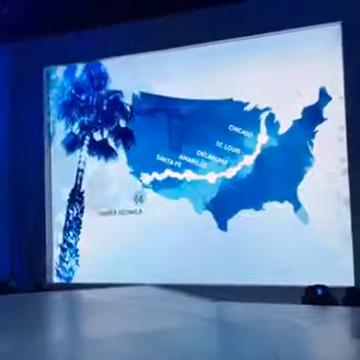 CHICAGO
ST. LOUIS
OKLAHOMA
AMARILLO
SANTA FE
66
SANTA MONICA